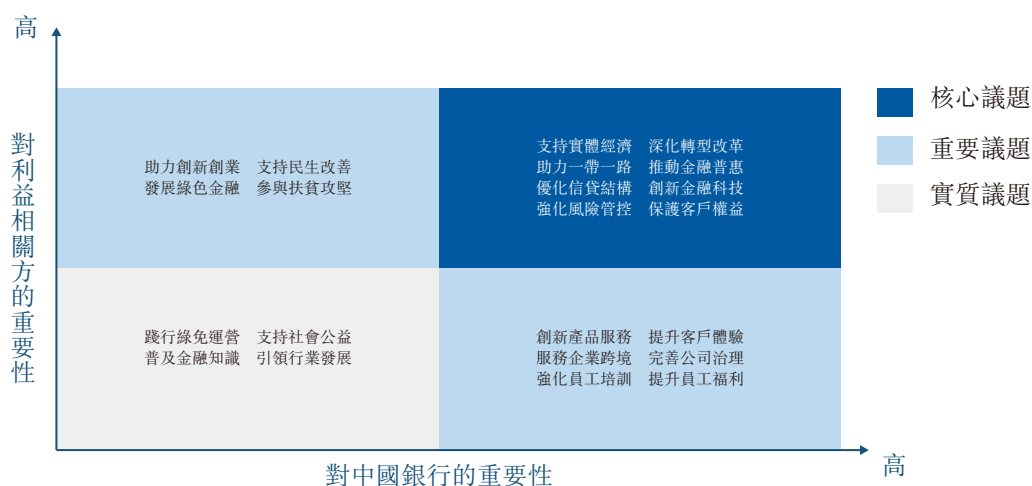 高
對利益相關方的重要性
助力創新創業 支持民生改善
發展綠色金融 參與扶貧攻堅
支持實體經濟 深化轉型改革
助力一帶一路 推動金融普惠
優化信貸結構 創新金融科技
強化風險管控 保護客戶權益
踐行綠免運營 支持社會公益
普及金融知識 引領行業發展
創新產品服務 提升客戶體驗
服務企業跨境 完善公司治理
強化員工培訓 提升員工福利
對中國銀行的重要性
高
核心議題
重要議題
實質議題